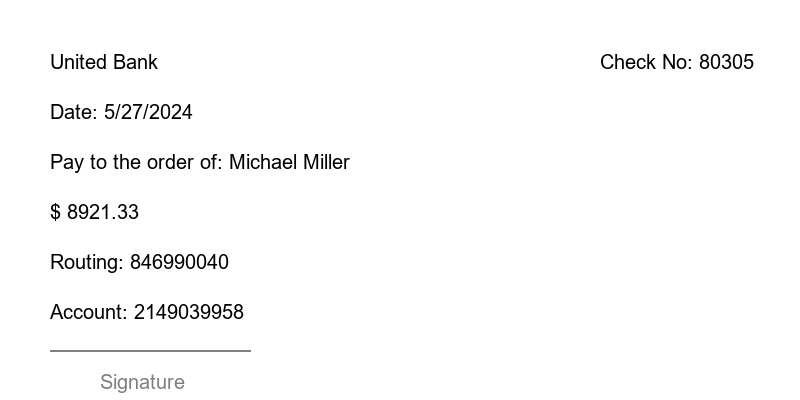 United Bank
Check No: 80305
Date: 5/27/2024
Pay to the order of: Michael Miller
$ 8921.33
Routing: 846990040
Account: 2149039958
Signature